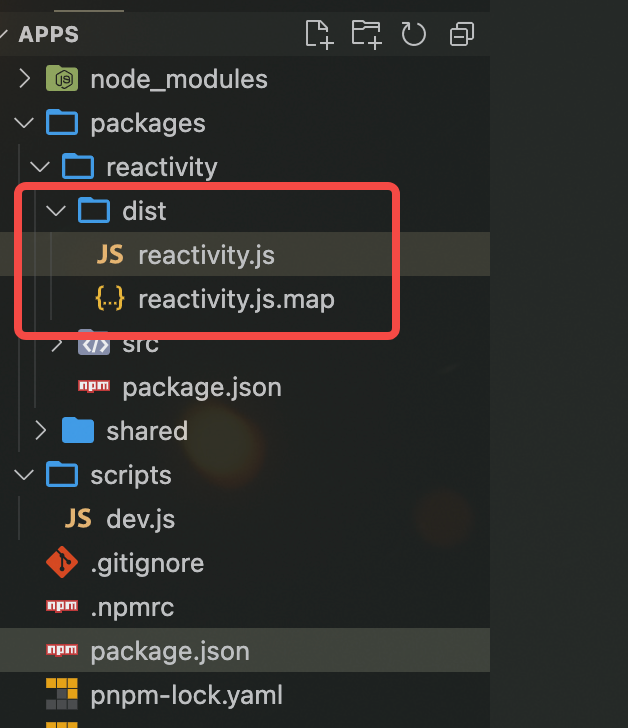 APPS
node_modules
packages
reactivity
dist
JS reactivity.js
{...} reactivity.js.map
src
npm package.json
shared
scripts
JS dev.js
.gitignore
npm .npmrc
npm package.json
pnpm-lock.yaml